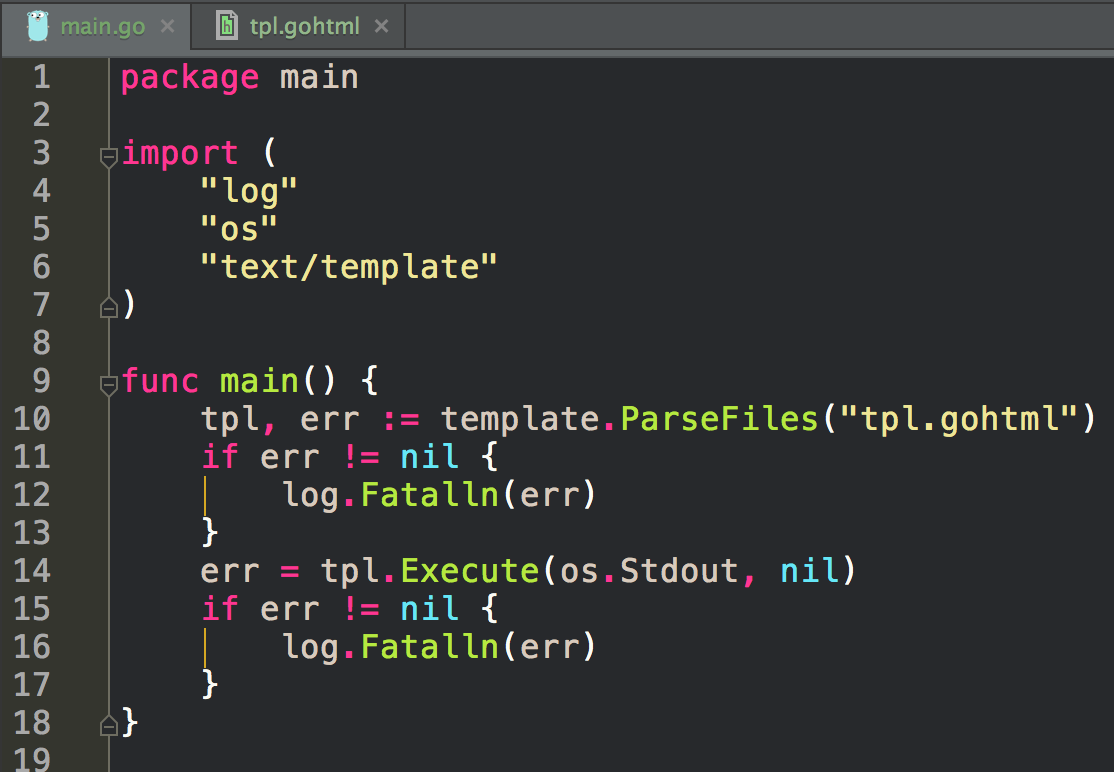 main.go × tpl.gohtml ×
1 package main
2
3 import (
4     "log"
5     "os"
6     "text/template"
7 )
8
9 func main() {
10     tpl, err := template.ParseFiles("tpl.gohtml")
11     if err != nil {
12         log.Fatalln(err)
13     }
14     err = tpl.Execute(os.Stdout, nil)
15     if err != nil {
16         log.Fatalln(err)
17     }
18 }
19